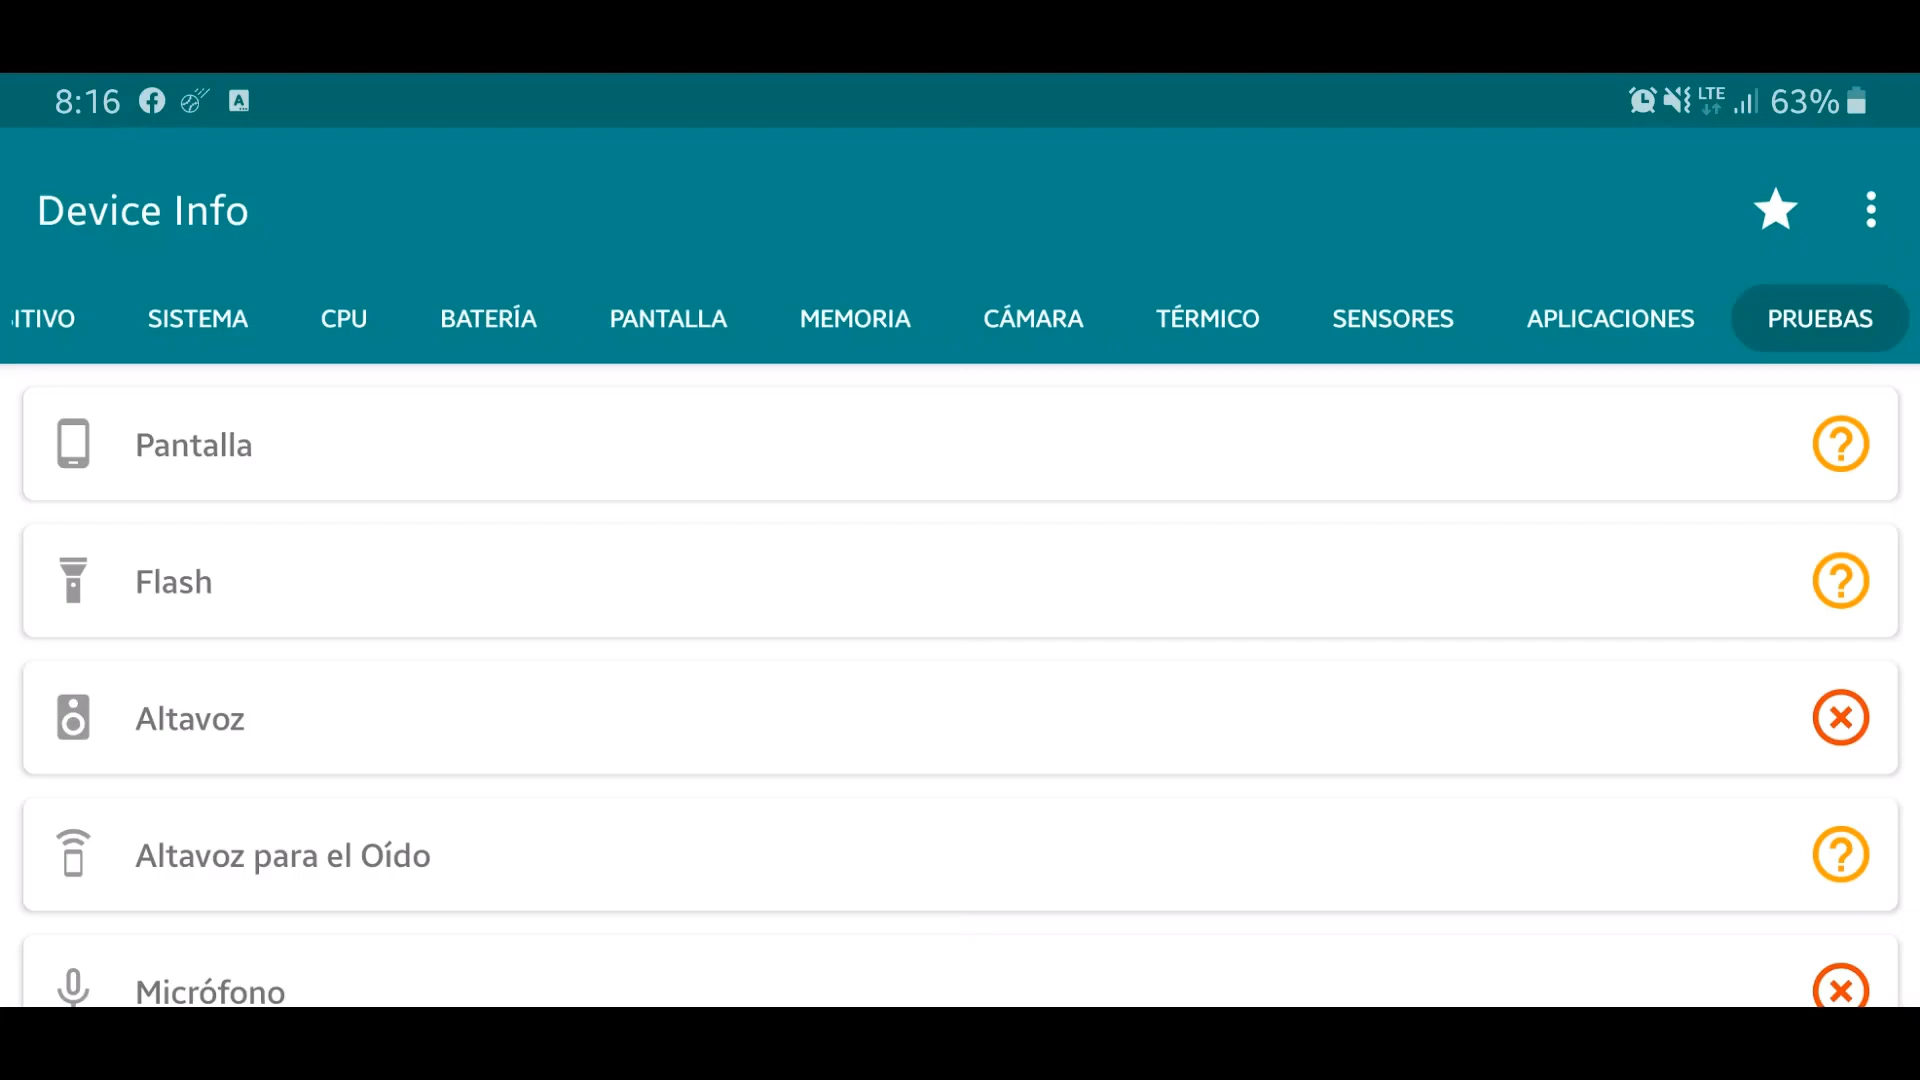 8:16
LTE
63%
Device Info
ITIVO
SISTEMA
CPU
BATERÍA
PANTALLA
MEMORIA
CÁMARA
TÉRMICO
SENSORES
APLICACIONES
PRUEBAS
Pantalla
Flash
Altavoz
Altavoz para el Oído
Micrófono